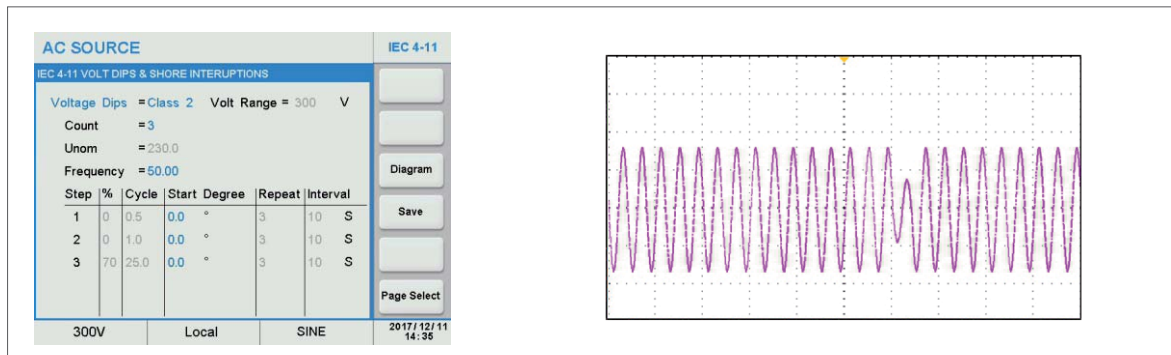 AC SOURCE
IEC 4-11
IEC 4-11 VOLT DIPS & SHORE INTERUPTIONS
Voltage Dips = Class 2 Volt Range = 300 V
Count = 3
Unom = 230.0
Frequency = 50.00
Step % Cycle Start Degree Repeat Interval
1 0 0.5 0.0 ° 3 10 S
2 0 1.0 0.0 ° 3 10 S
3 70 25.0 0.0 ° 3 10 S
Diagram
Save
Page Select
300V Local SINE 2017/12/11
14:35